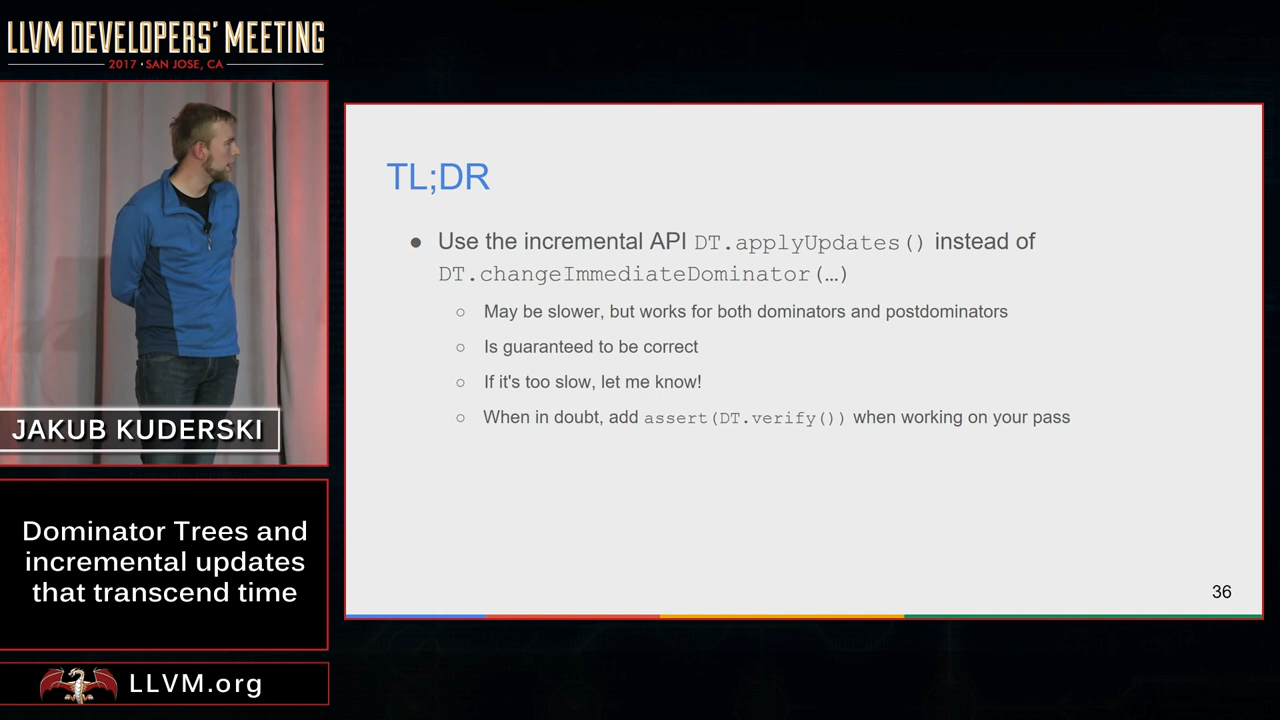 LLVM DEVELOPERS' MEETING
2017 · SAN JOSE, CA
JAKUB KUDERSKI
Dominator Trees and
incremental updates
that transcend time
LLVM.org
TL;DR
● Use the incremental API DT.applyUpdates() instead of
DT.changeImmediateDominator(…)
○ May be slower, but works for both dominators and postdominators
○ Is guaranteed to be correct
○ If it's too slow, let me know!
○ When in doubt, add assert(DT.verify()) when working on your pass
36